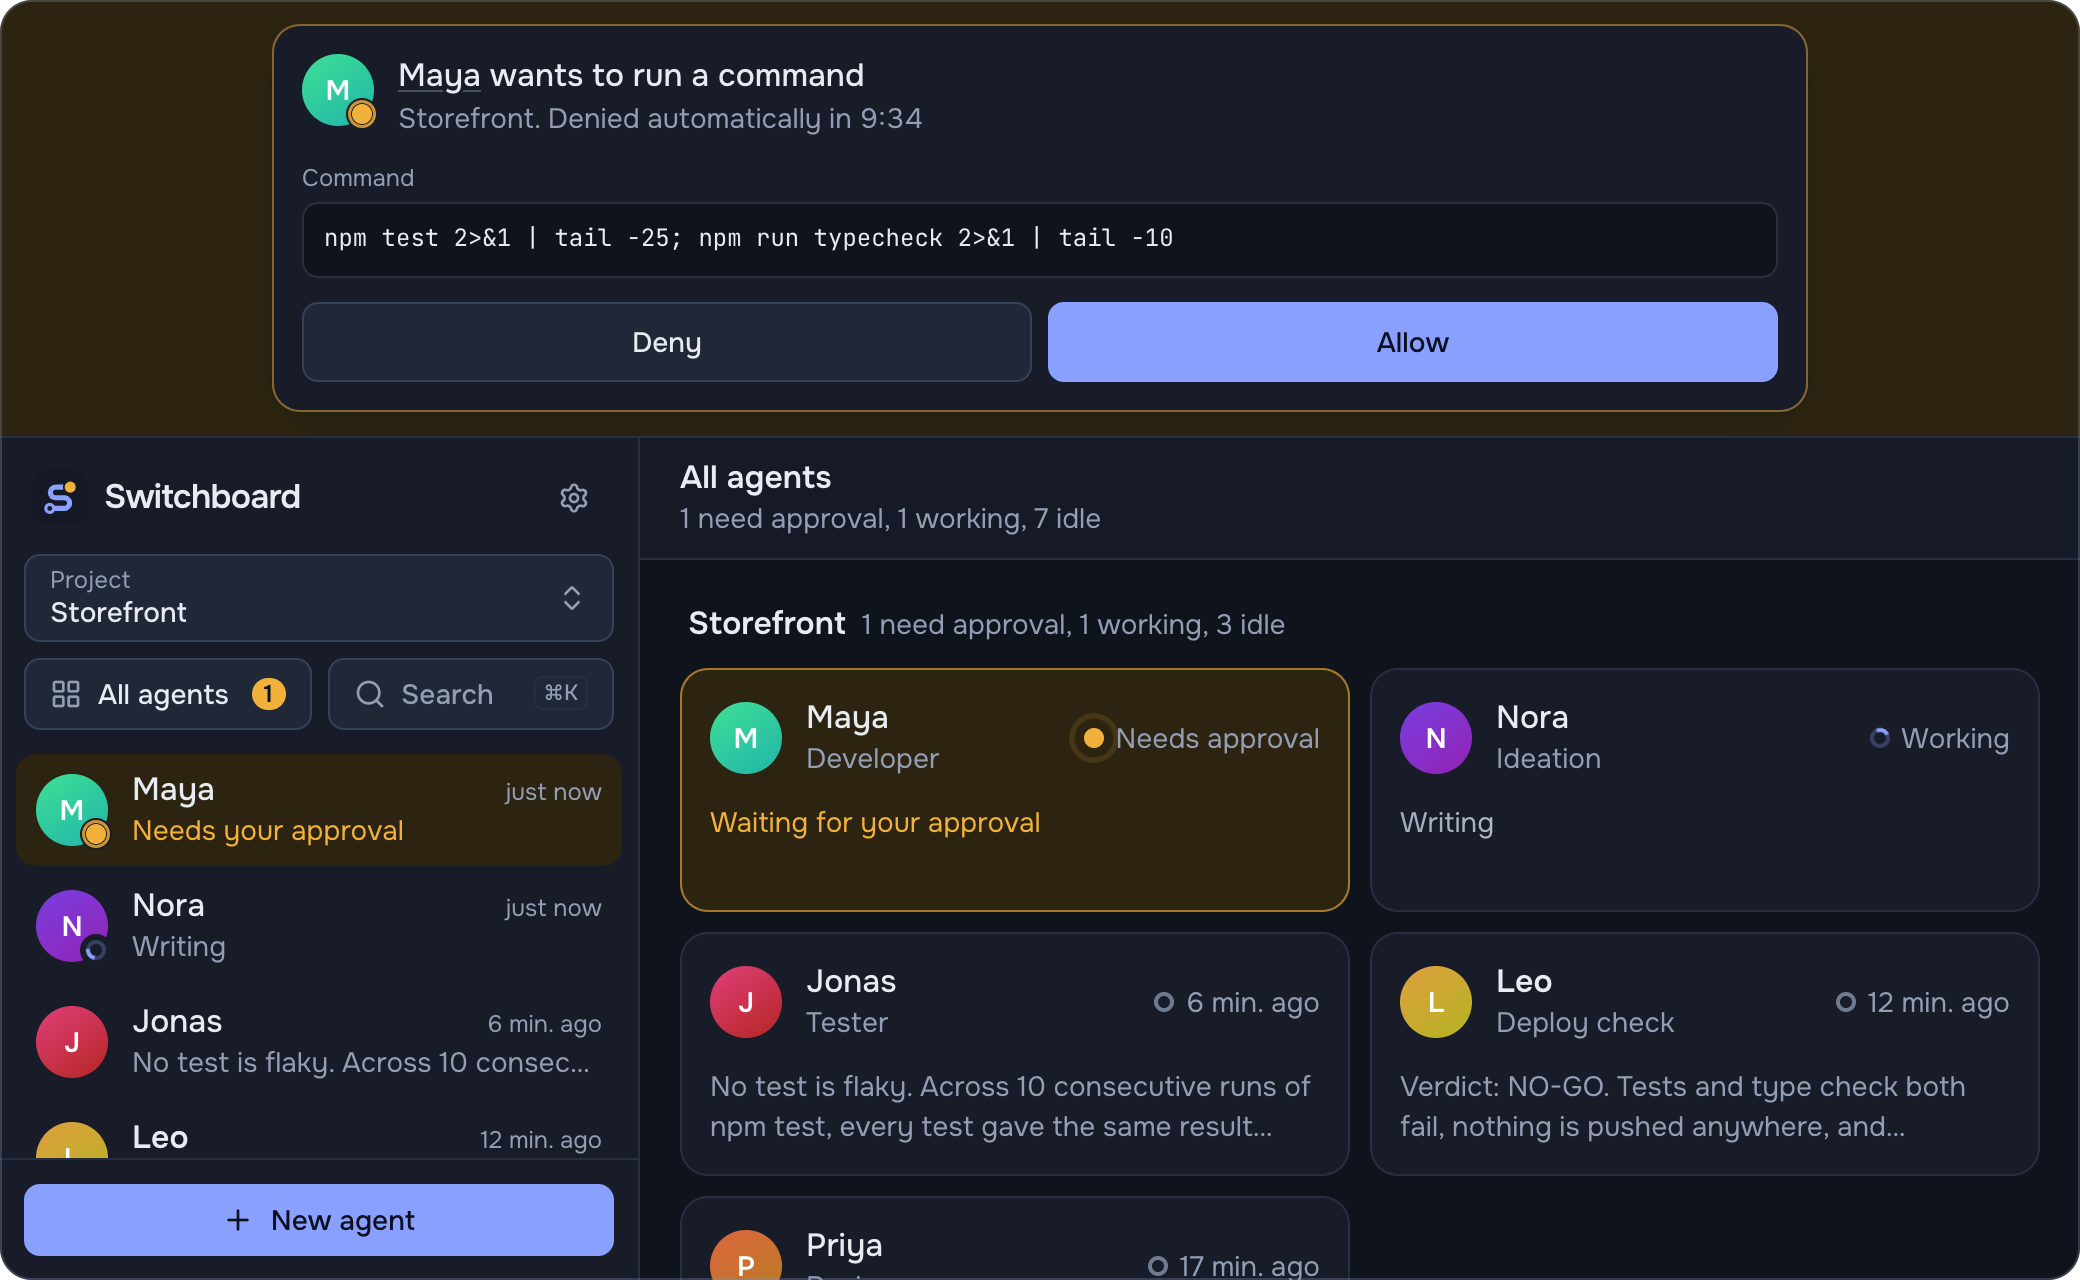 M
Maya wants to run a command
Storefront. Denied automatically in 9:34
Command
npm test 2>&1 | tail -25; npm run typecheck 2>&1 | tail -10
Deny
Allow
Switchboard
Project
Storefront
All agents 1
Search ⌘K
M
Maya
just now
Needs your approval
N
Nora
just now
Writing
J
Jonas
6 min. ago
No test is flaky. Across 10 consec...
L
Leo
12 min. ago
+ New agent
All agents
1 need approval, 1 working, 7 idle
Storefront 1 need approval, 1 working, 3 idle
M
Maya
Developer
Needs approval
Waiting for your approval
N
Nora
Ideation
Working
Writing
J
Jonas
Tester
6 min. ago
No test is flaky. Across 10 consecutive runs of
npm test, every test gave the same result...
L
Leo
Deploy check
12 min. ago
Verdict: NO-GO. Tests and type check both
fail, nothing is pushed anywhere, and...
P
Priya
17 min. ago